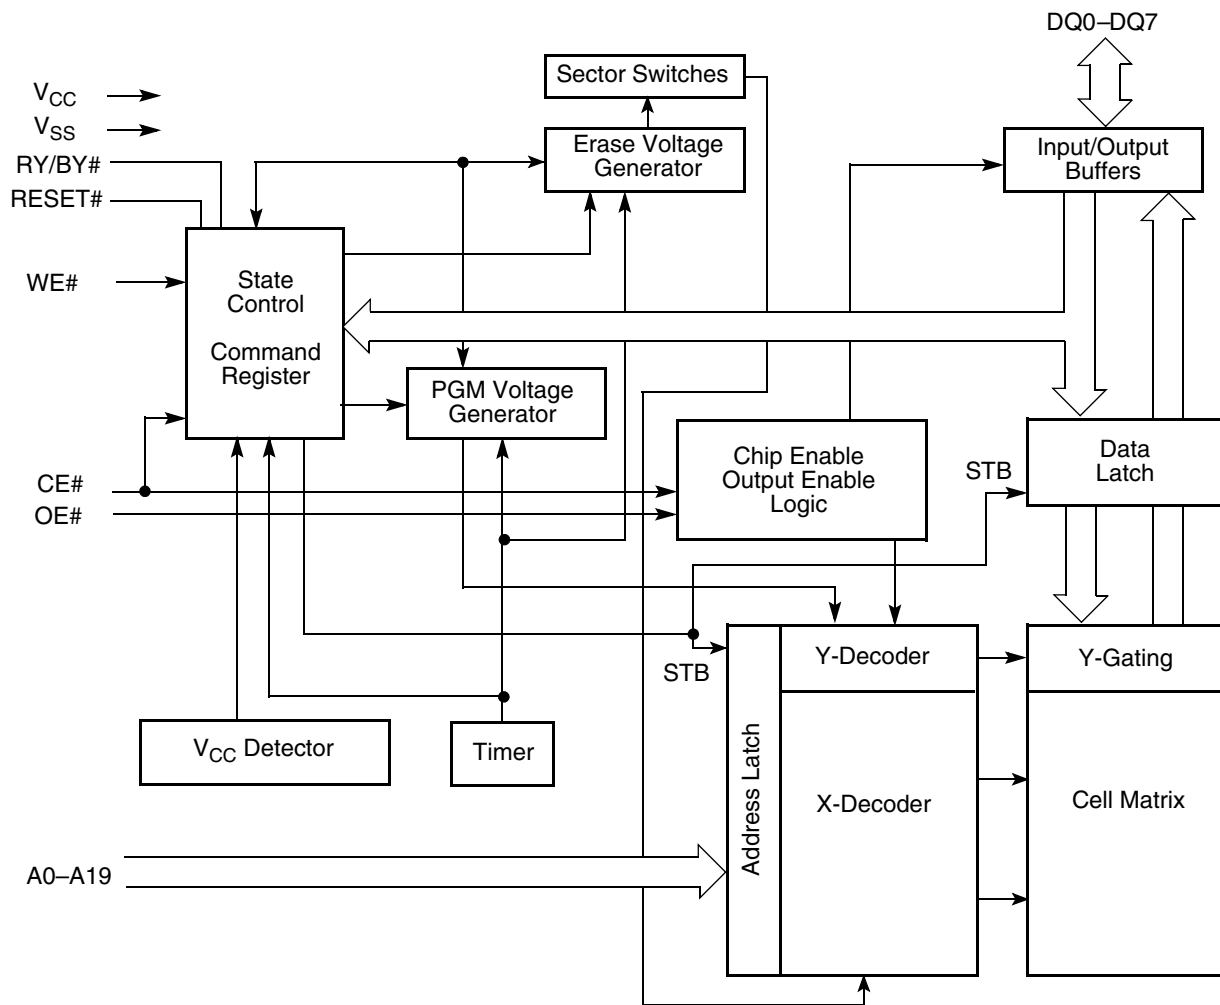 DQ0–DQ7
Sector Switches
VCC
VSS
RY/BY#
RESET#
Erase Voltage
Generator
Input/Output
Buffers
WE#
State
Control
Command
Register
PGM Voltage
Generator
CE#
OE#
Chip Enable
Output Enable
Logic
STB
Data
Latch
STB
Y-Decoder
Y-Gating
VCC Detector
Timer
Address Latch
X-Decoder
Cell Matrix
A0–A19